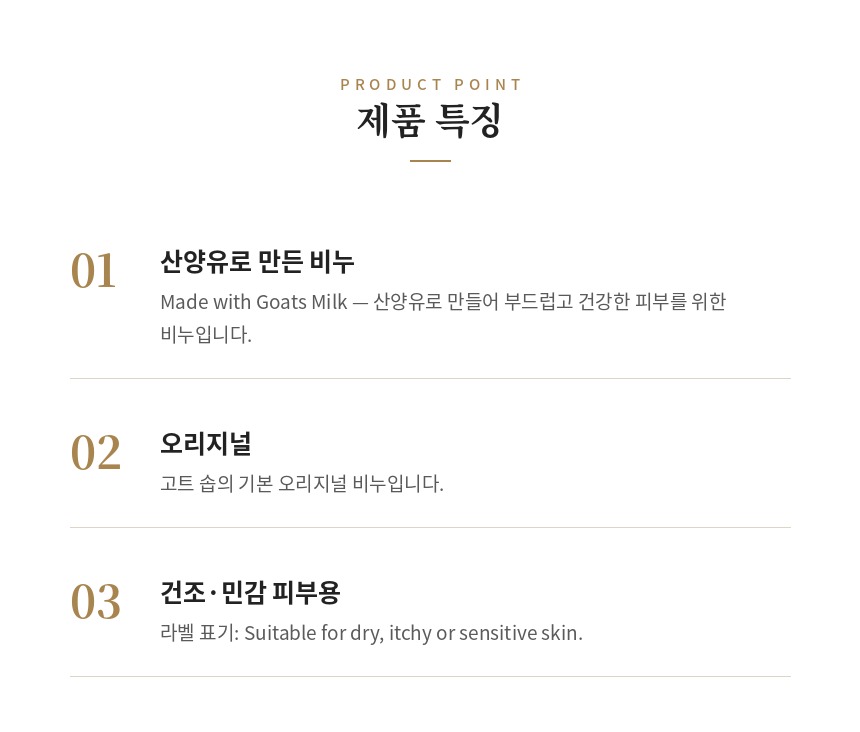 PRODUCT POINT
제품 특징
01
산양유로 만든 비누
Made with Goats Milk — 산양유로 만들어 부드럽고 건강한 피부를 위한
비누입니다.
02
오리지널
고트 솝의 기본 오리지널 비누입니다.
03
건조·민감 피부용
라벨 표기: Suitable for dry, itchy or sensitive skin.